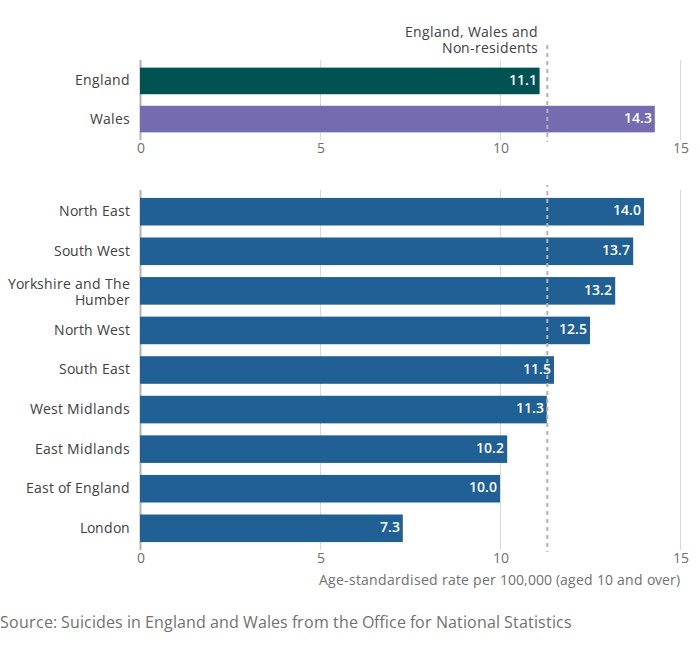 England, Wales and
Non-residents
England 11.1
Wales 14.3
0 5 10 15
North East 14.0
South West 13.7
Yorkshire and The
Humber 13.2
North West 12.5
South East 11.5
West Midlands 11.3
East Midlands 10.2
East of England 10.0
London 7.3
0 5 10 15
Age-standardised rate per 100,000 (aged 10 and over)
Source: Suicides in England and Wales from the Office for National Statistics